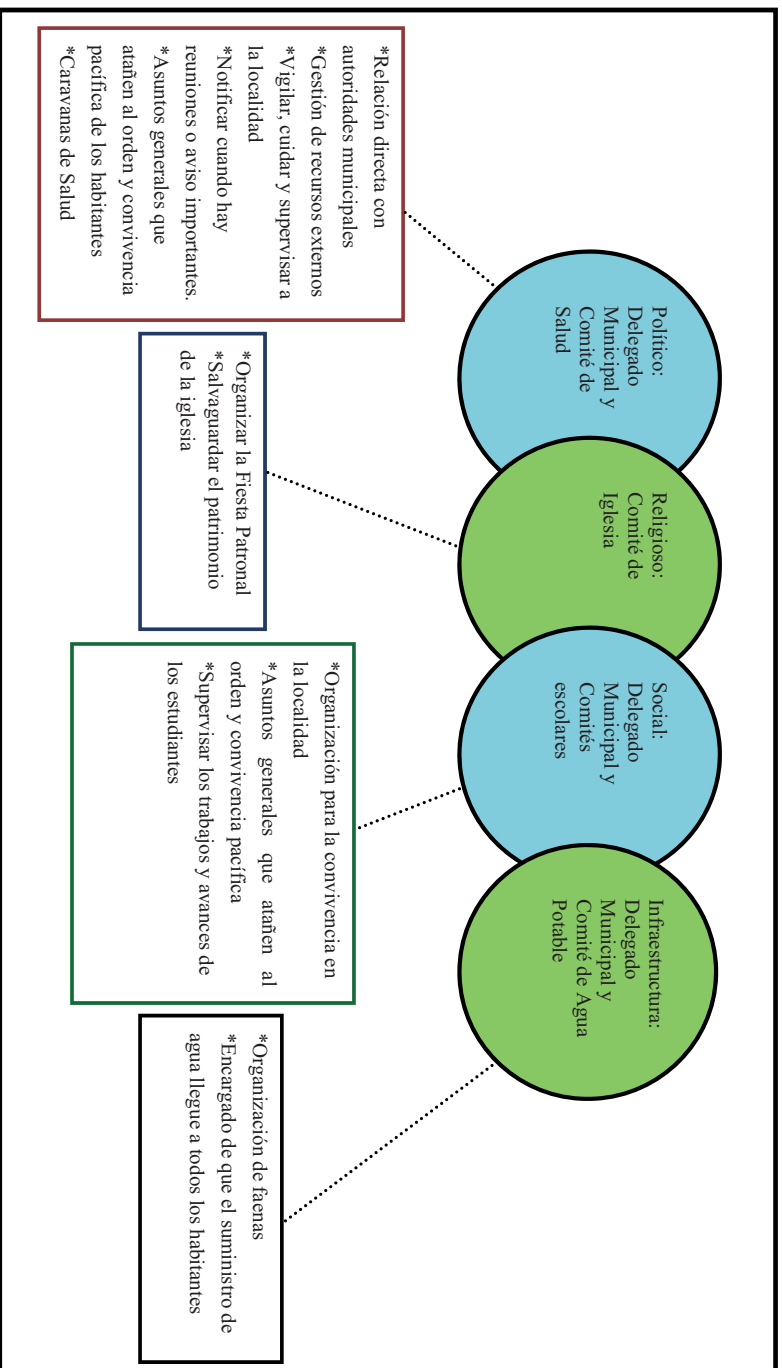 Político:
Delegado
Municipal y
Comité de
Salud
Religioso:
Comité de
Iglesia
Social:
Delegado
Municipal y
Comités
escolares
Infraestructura:
Delegado
Municipal y
Comité de Agua
Potable
*Relación directa con
autoridades municipales
*Gestión de recursos externos
*Vigilar, cuidar y supervisar a
la localidad
*Notificar cuando hay
reuniones o aviso importantes.
*Asuntos generales que
atañen al orden y convivencia
pacífica de los habitantes
*Caravanas de Salud
*Organizar la Fiesta Patronal
*Salvaguardar el patrimonio
de la iglesia
*Organización para la convivencia en
la localidad
*Asuntos generales que atañen al
orden y convivencia pacífica
*Supervisar los trabajos y avances de
los estudiantes
*Organización de faenas
*Encargado de que el suministro de
agua llegue a todos los habitantes